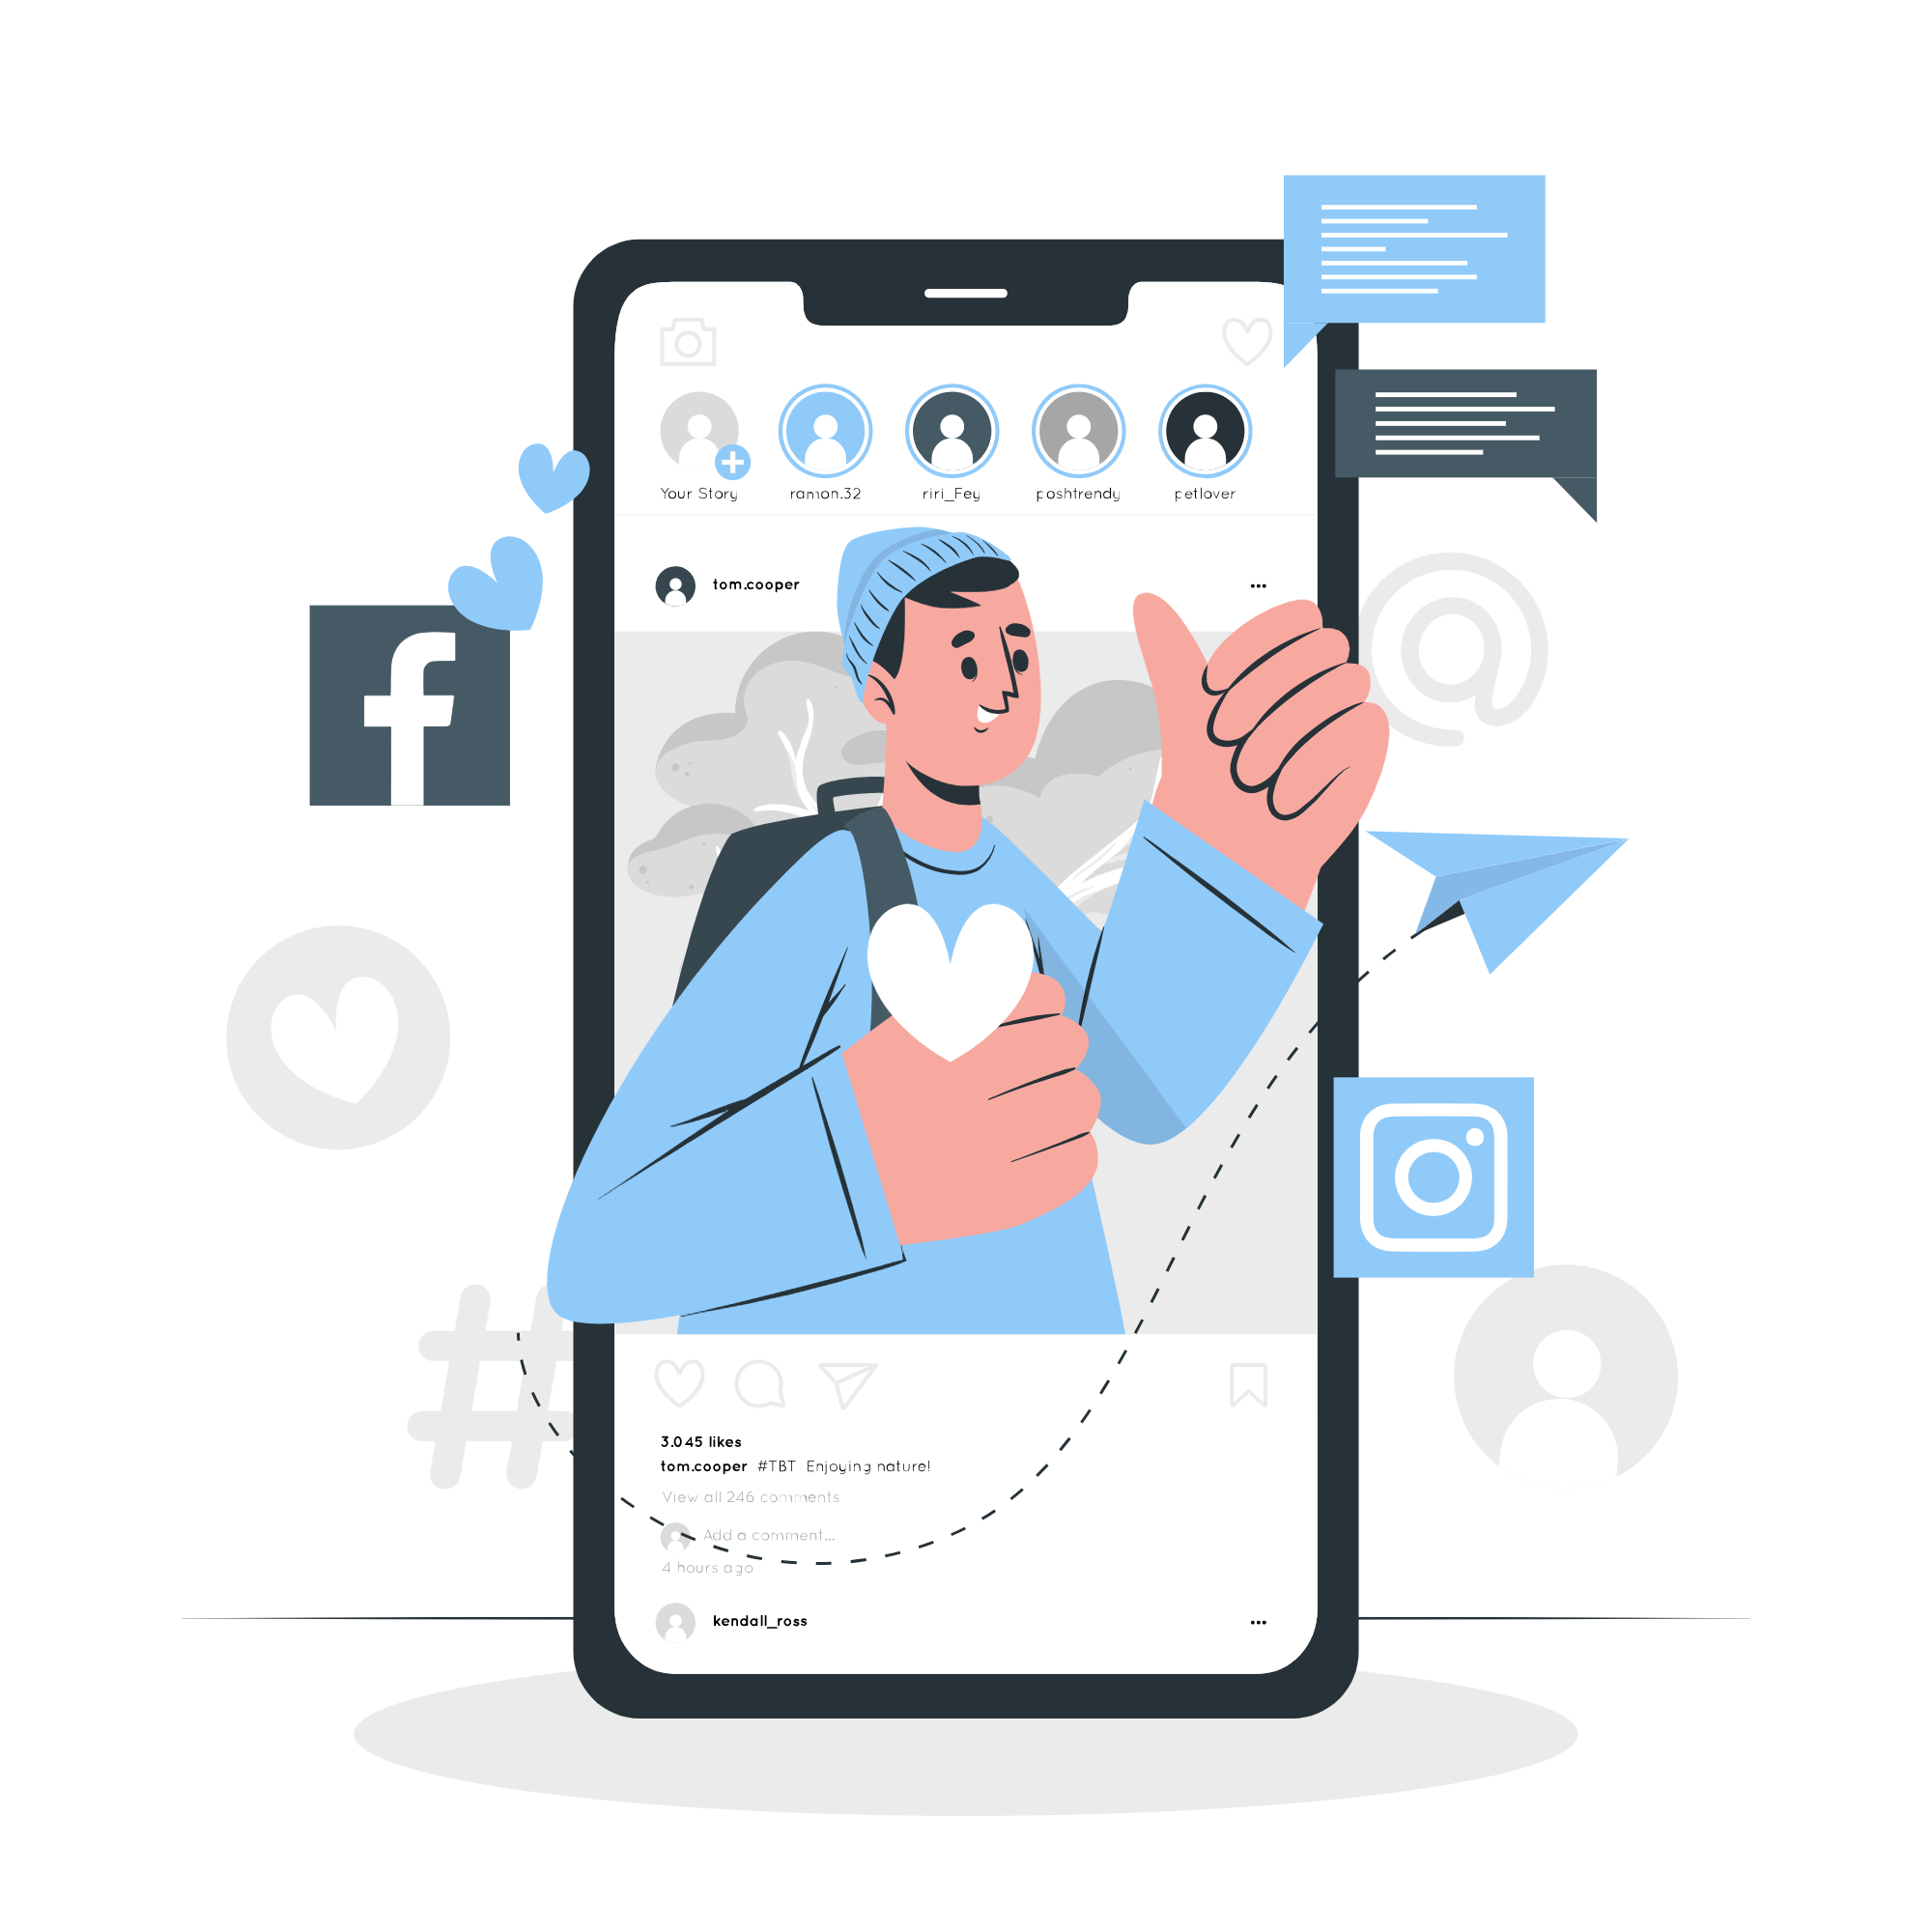 Your Story ramon.32 riri_Fey poshtrendy petlover
tom.cooper ...
3.045 likes
tom.cooper #TBT Enjoying nature!
View all 246 comments
Add a comment...
4 hours ago
kendall_ross ...